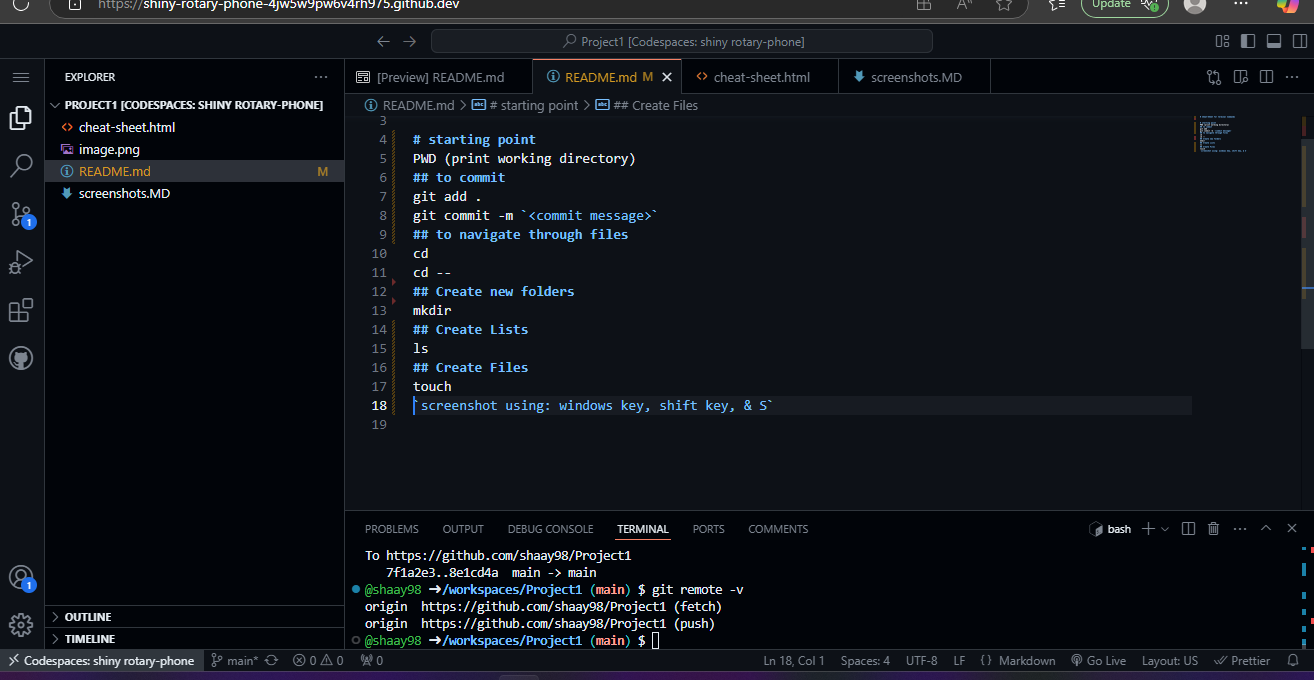 https://shiny-rotary-phone-4jw5w9pw6v4rh975.github.dev
Update
Project1 [Codespaces: shiny rotary-phone]
EXPLORER
PROJECT1 [CODESPACES: SHINY ROTARY-PHONE]
cheat-sheet.html
image.png
README.md M
screenshots.MD
OUTLINE
TIMELINE
[Preview] README.md
README.md M
cheat-sheet.html
screenshots.MD
README.md > # starting point > ## Create Files
3
4 # starting point
5 PWD (print working directory)
6 ## to commit
7 git add .
8 git commit -m `<commit message>`
9 ## to navigate through files
10 cd
11 cd --
12 ## Create new folders
13 mkdir
14 ## Create Lists
15 ls
16 ## Create Files
17 touch
18 `screenshot using: windows key, shift key, & S`
19
PROBLEMS OUTPUT DEBUG CONSOLE TERMINAL PORTS COMMENTS
bash
To https://github.com/shaay98/Project1
7f1a2e3..8e1cd4a main -> main
@shaay98 ➜/workspaces/Project1 (main) $ git remote -v
origin https://github.com/shaay98/Project1 (fetch)
origin https://github.com/shaay98/Project1 (push)
@shaay98 ➜/workspaces/Project1 (main) $
1
1
Codespaces: shiny rotary-phone main* 0 0 0 Ln 18, Col 1 Spaces: 4 UTF-8 LF {} Markdown Go Live Layout: US Prettier